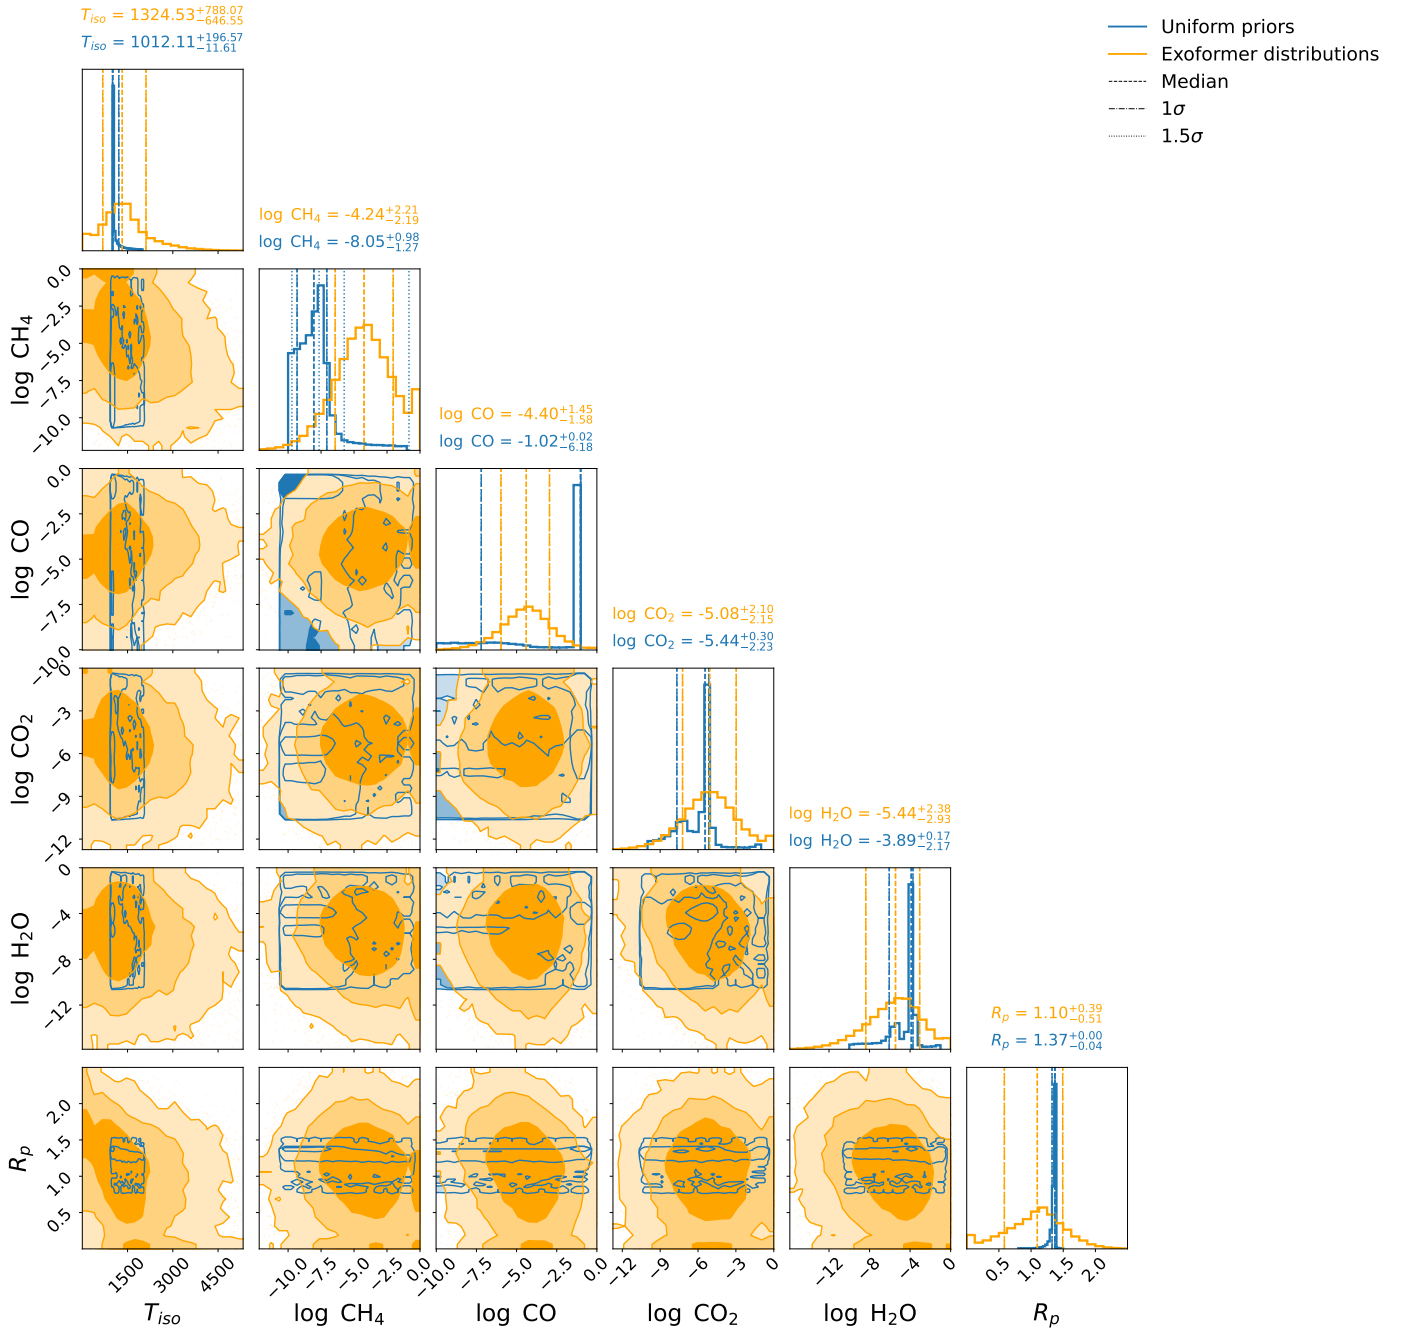 T_iso = 1324.53 +788.07 −646.55
T_iso = 1012.11 +196.57 −11.61
Uniform priors
Exoformer distributions
Median
1σ
1.5σ
log CH₄ = -4.24 +2.21 −2.19
log CH₄ = -8.05 +0.98 −1.27
log CH₄
0.0
−2.5
−5.0
−7.5
−10.0
log CO = -4.40 +1.45 −1.58
log CO = -1.02 +0.02 −6.18
log CO
0.0
−2.5
−5.0
−7.5
−10.0
log CO₂ = -5.08 +2.10 −2.15
log CO₂ = -5.44 +0.30 −2.23
log CO₂
0
−3
−6
−9
−12
log H₂O = -5.44 +2.38 −2.93
log H₂O = -3.89 +0.17 −2.17
log H₂O
0
−4
−8
−12
R_p = 1.10 +0.39 −0.51
R_p = 1.37 +0.00 −0.04
R_p
2.0
1.5
1.0
0.5
1500 3000 4500
−10.0 −7.5 −5.0 −2.5 0.0
−10.0 −7.5 −5.0 −2.5 0.0
−12 −9 −6 −3 0
−12 −8 −4 0
0.5 1.0 1.5 2.0
T_iso log CH₄ log CO log CO₂ log H₂O R_p